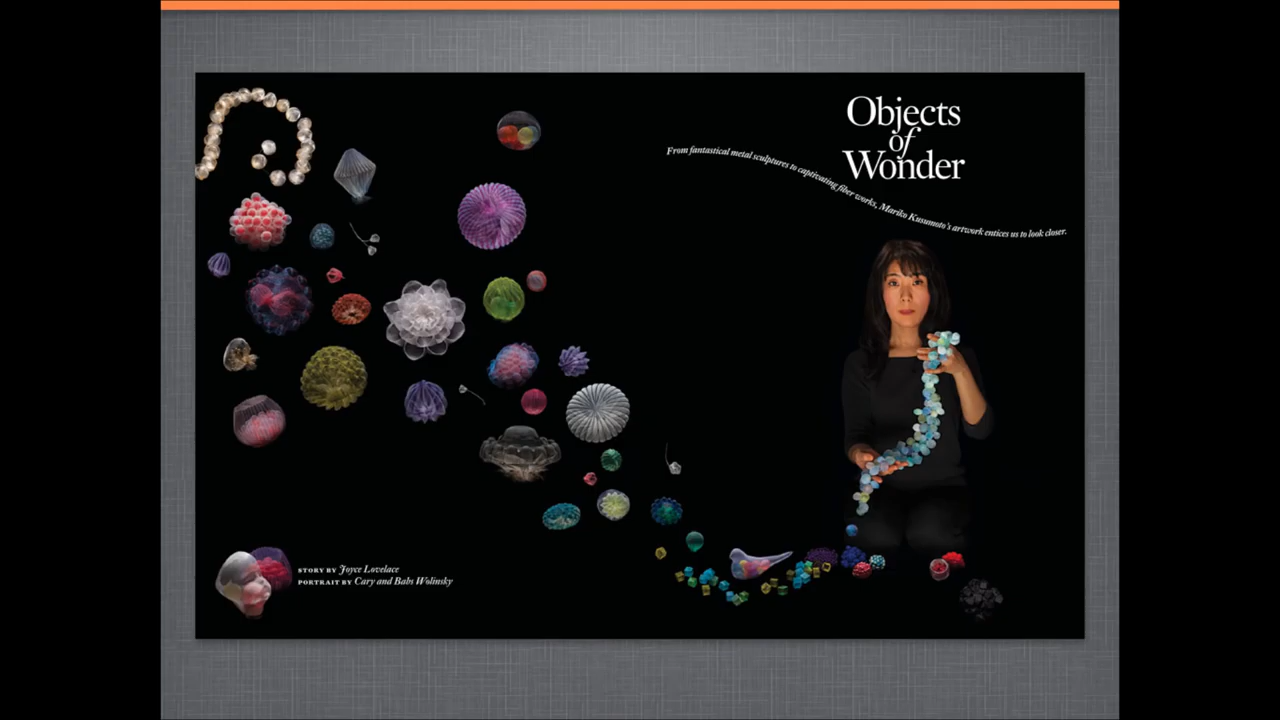 Objects
of
Wonder
From fantastical metal sculptures to captivating fiber works, Mariko Kusumoto's artwork entices us to look closer.
STORY BY Joyce Lovelace
PORTRAIT BY Cary and Babs Wolinsky